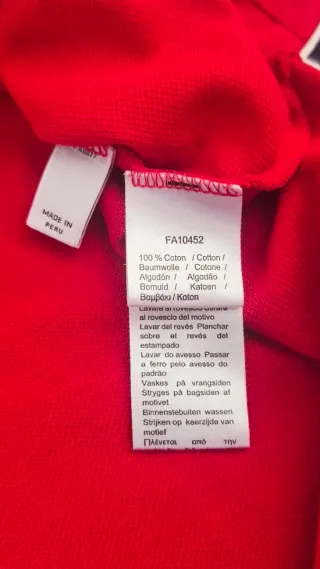 MADE IN
PERU
FA10452
100 % Coton / Cotton /
Baumwolle / Cotone /
Algodón / Algodão /
Bomuld / Katoen /
Βαμβάκι / Koton
al rovescio del motivo
Lavar del revés Planchar
sobre el revés del
estampado
Lavar do avesso Passar
a ferro pelo avesso do
padrão
Vaskes på vrangsiden
Stryges på bagsiden af
motivet
Binnenstebuiten wassen
Strijken op keerzijde van
motief
Πλένεται από την